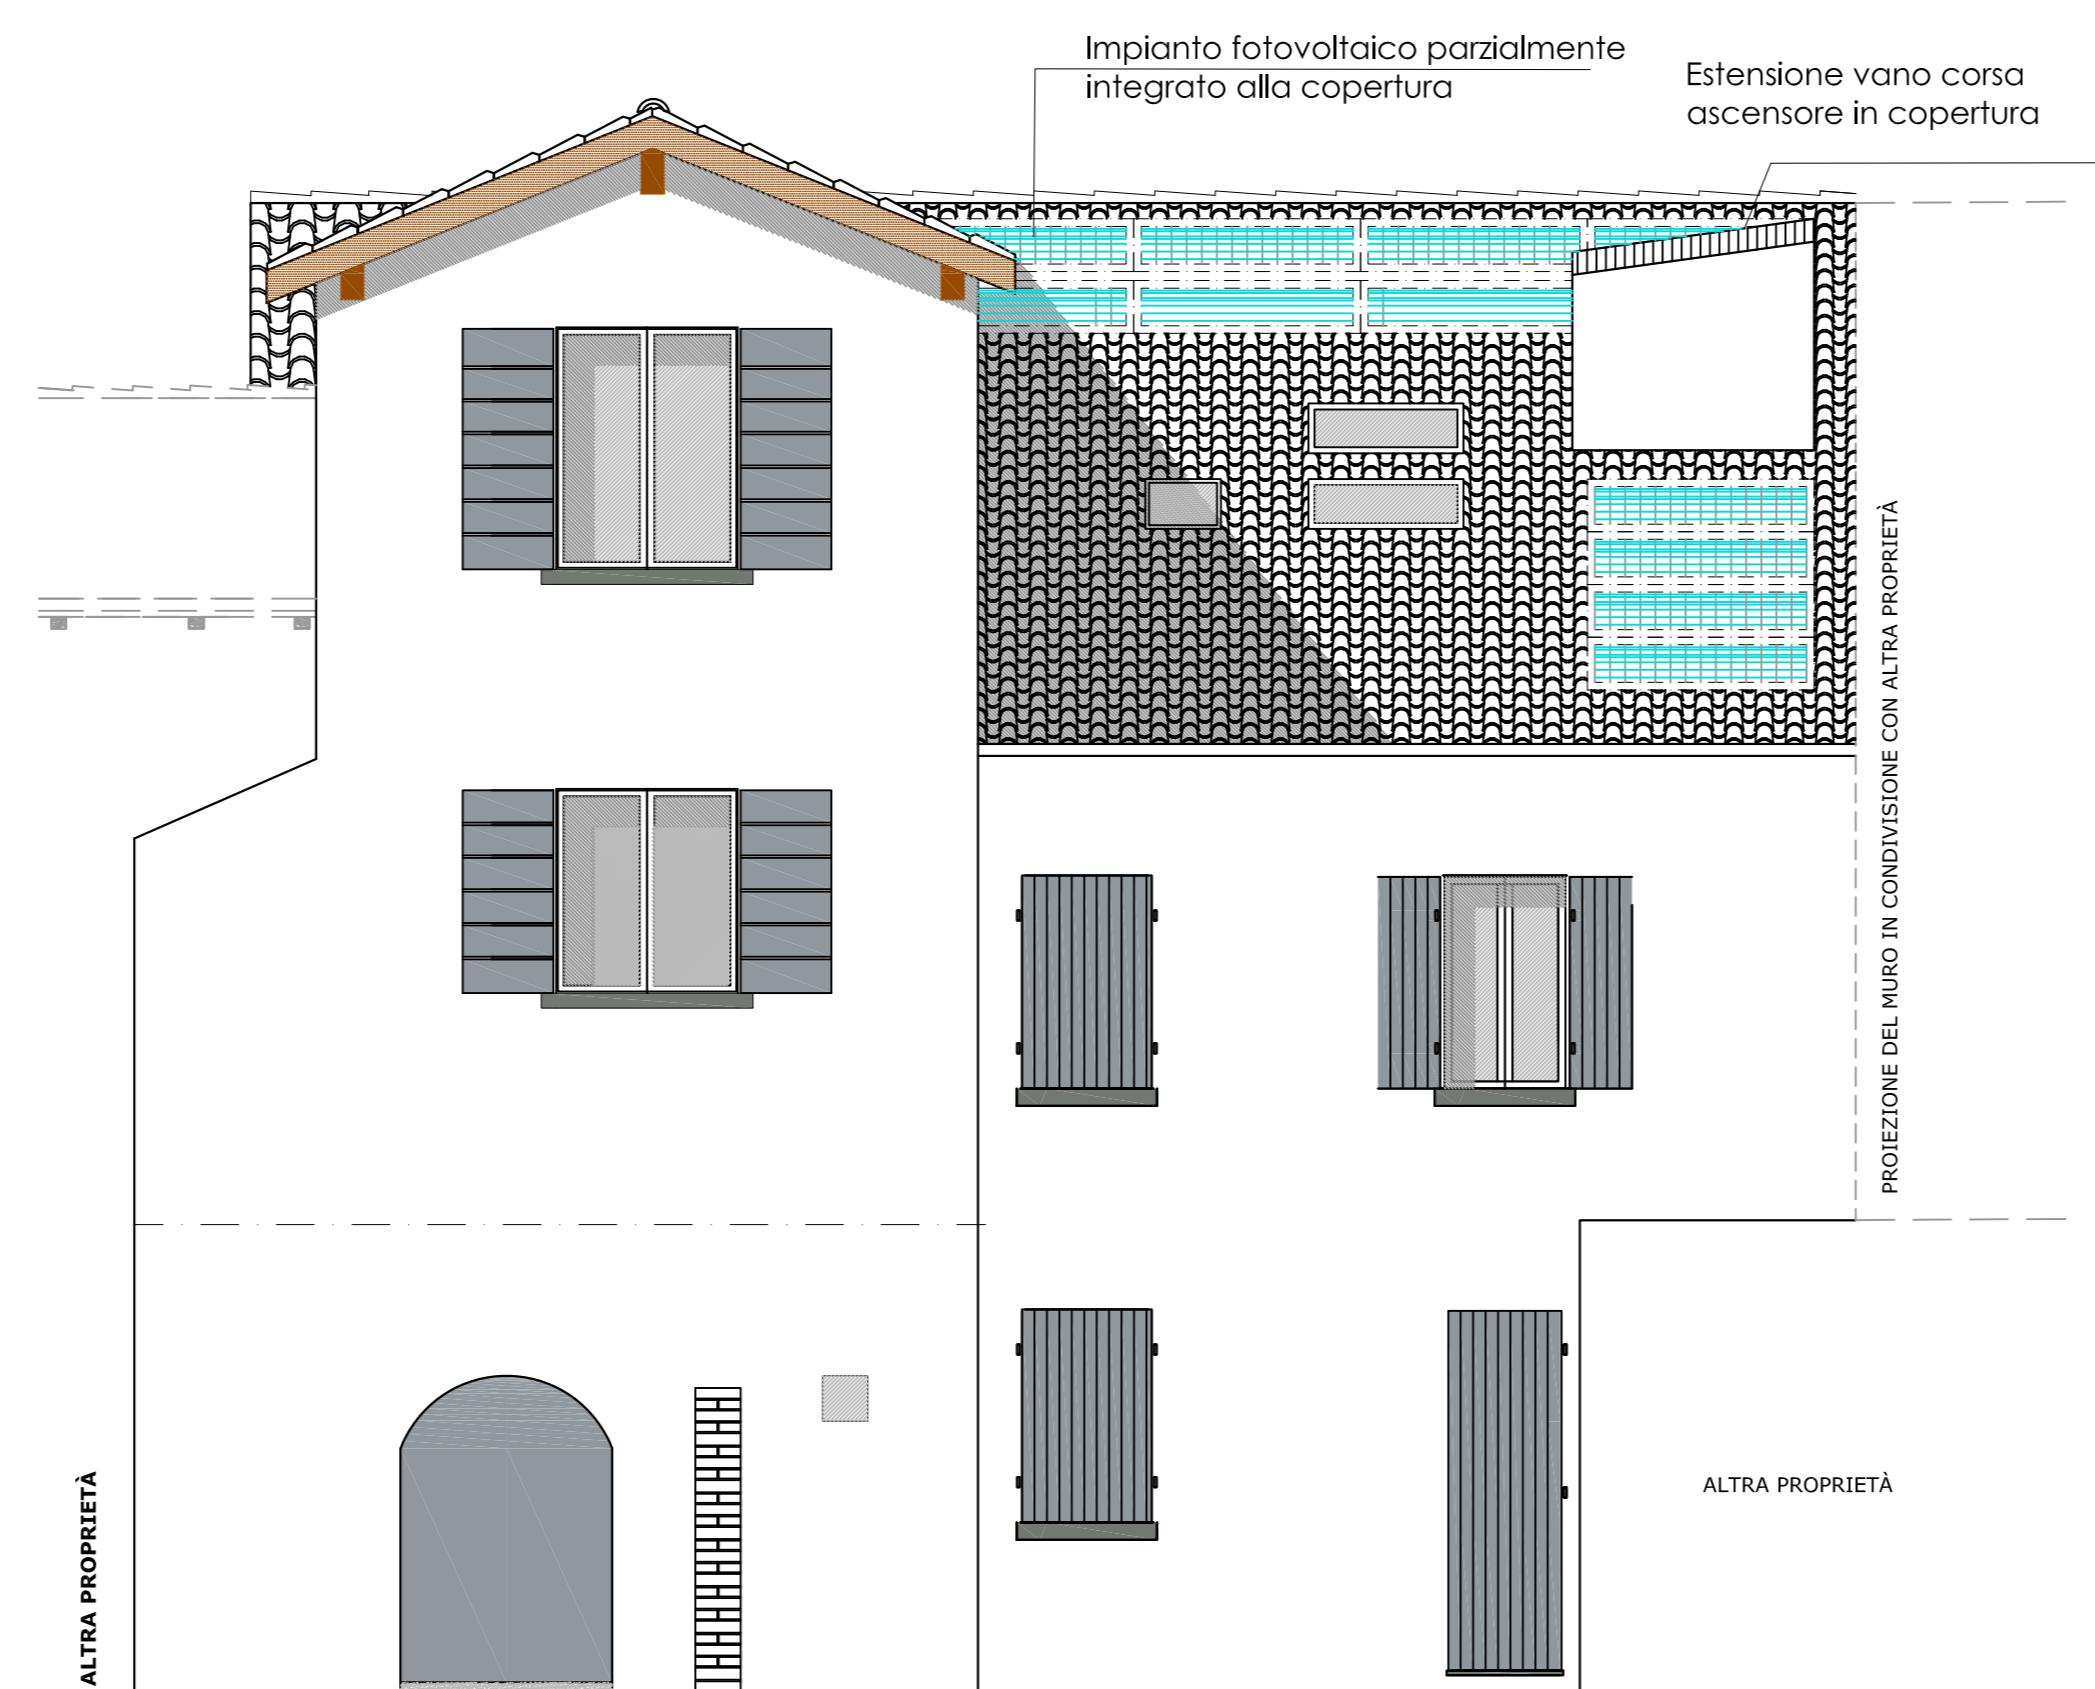 Impianto fotovoltaico parzialmente
integrato alla copertura
Estensione vano corsa
ascensore in copertura
PROIEZIONE DEL MURO IN CONDIVISIONE CON ALTRA PROPRIETÀ
ALTRA PROPRIETÀ
ALTRA PROPRIETÀ